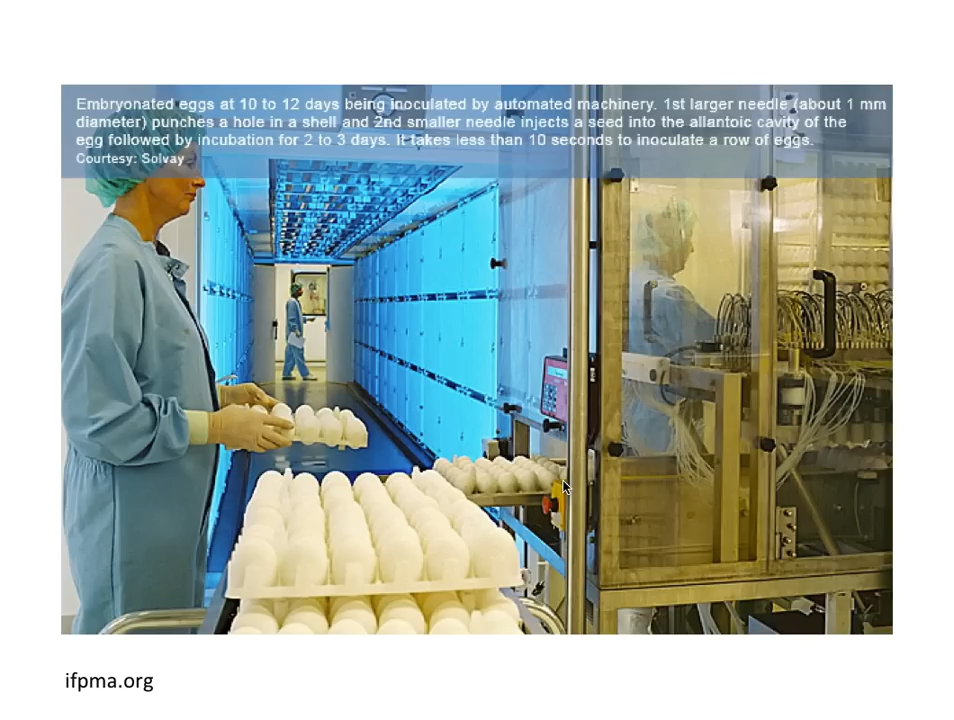 Embryonated eggs at 10 to 12 days being inoculated by automated machinery. 1st larger needle (about 1 mm
diameter) punches a hole in a shell and 2nd smaller needle injects a seed into the allantoic cavity of the
egg followed by incubation for 2 to 3 days. It takes less than 10 seconds to inoculate a row of eggs.
Courtesy: Solvay
ifpma.org